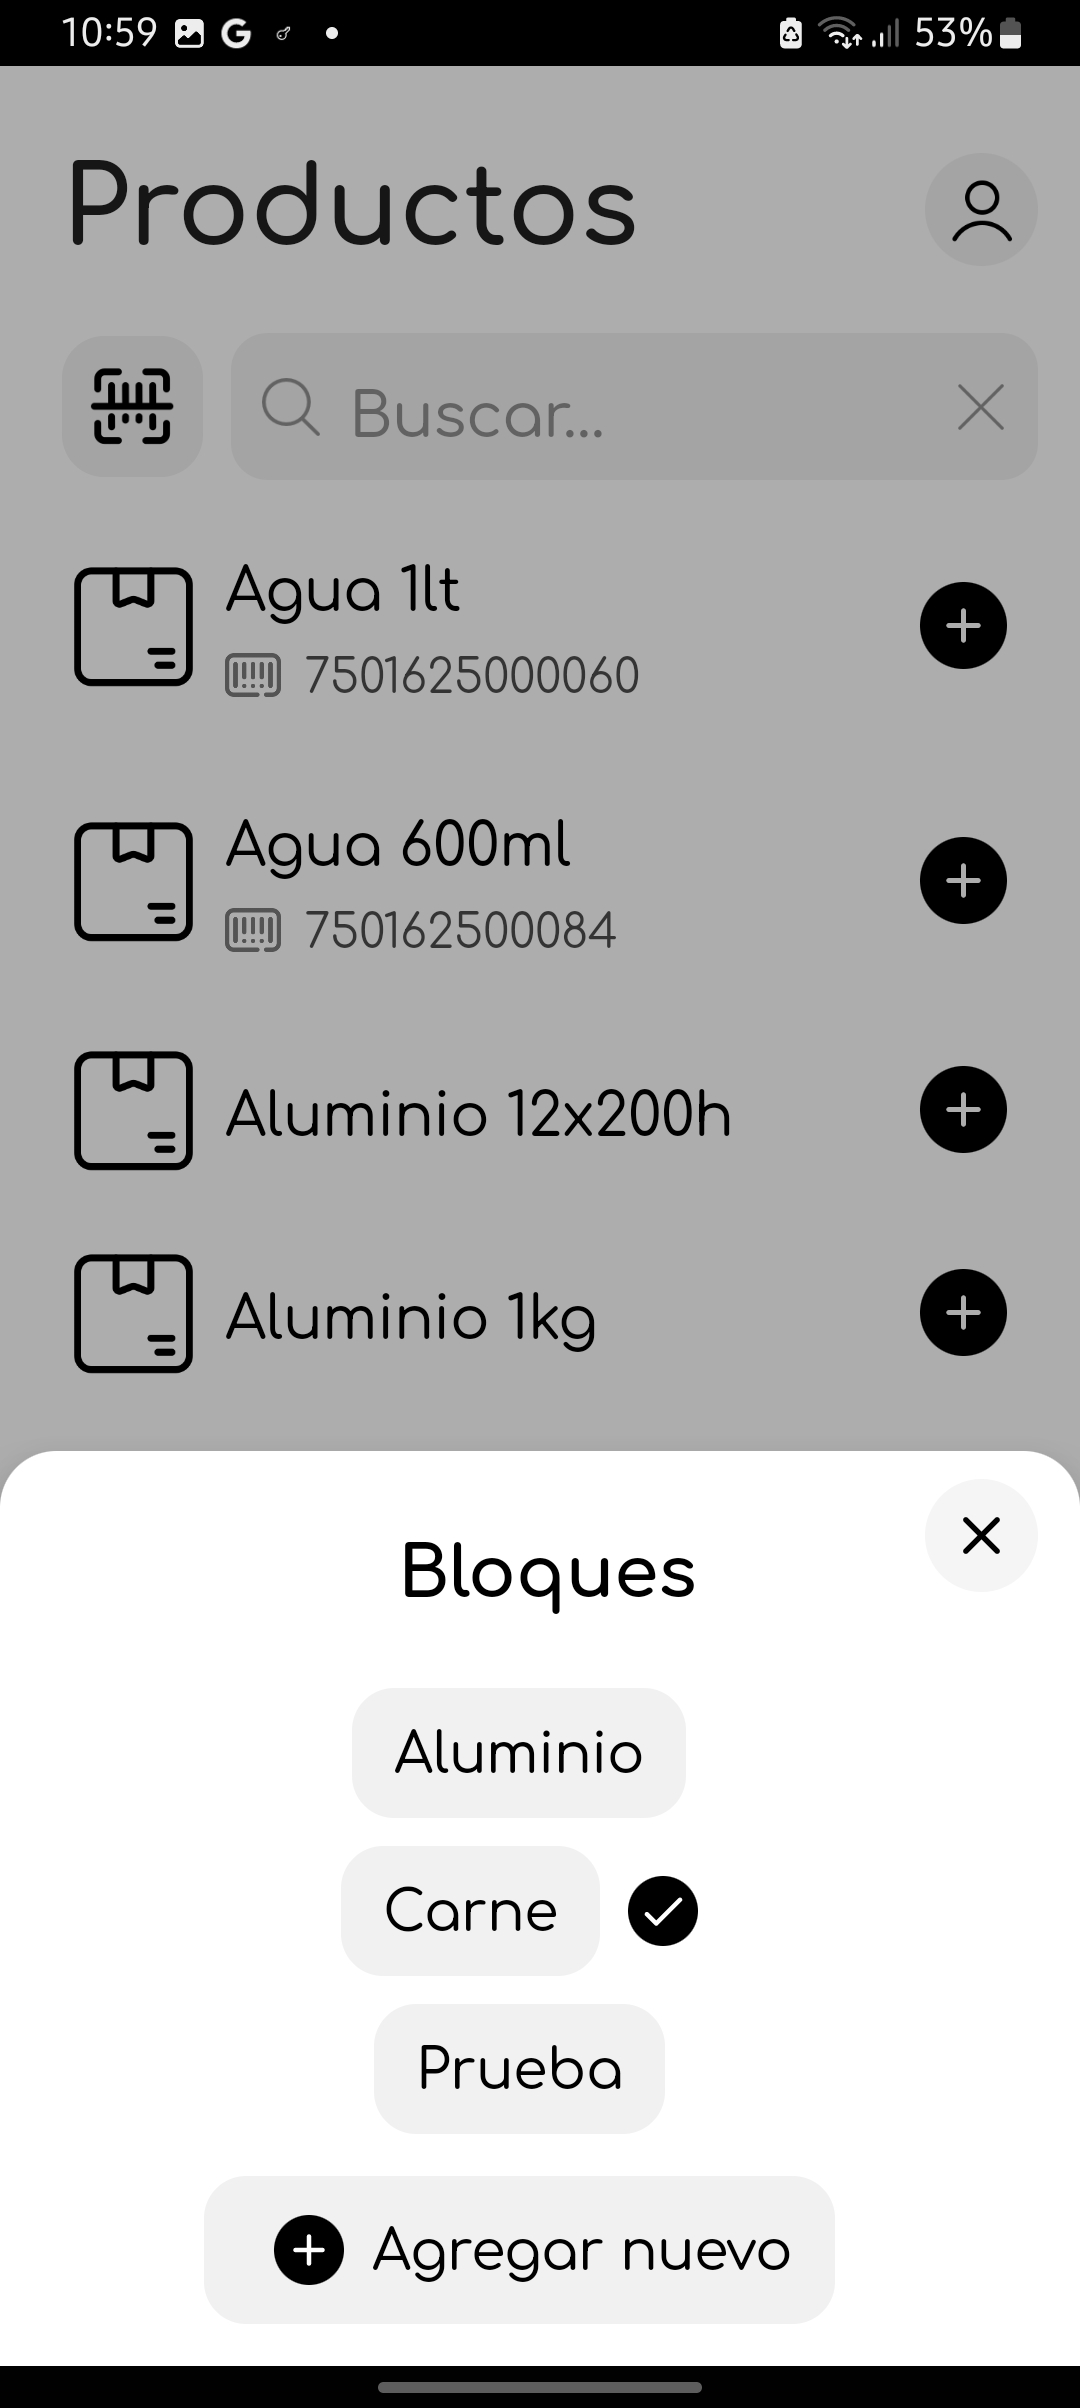 10:59
53%
Productos
Buscar...
Agua 1lt
7501625000060
Agua 600ml
750162500084
Aluminio 12x200h
Aluminio 1kg
Bloques
Aluminio
Carne
Prueba
Agregar nuevo